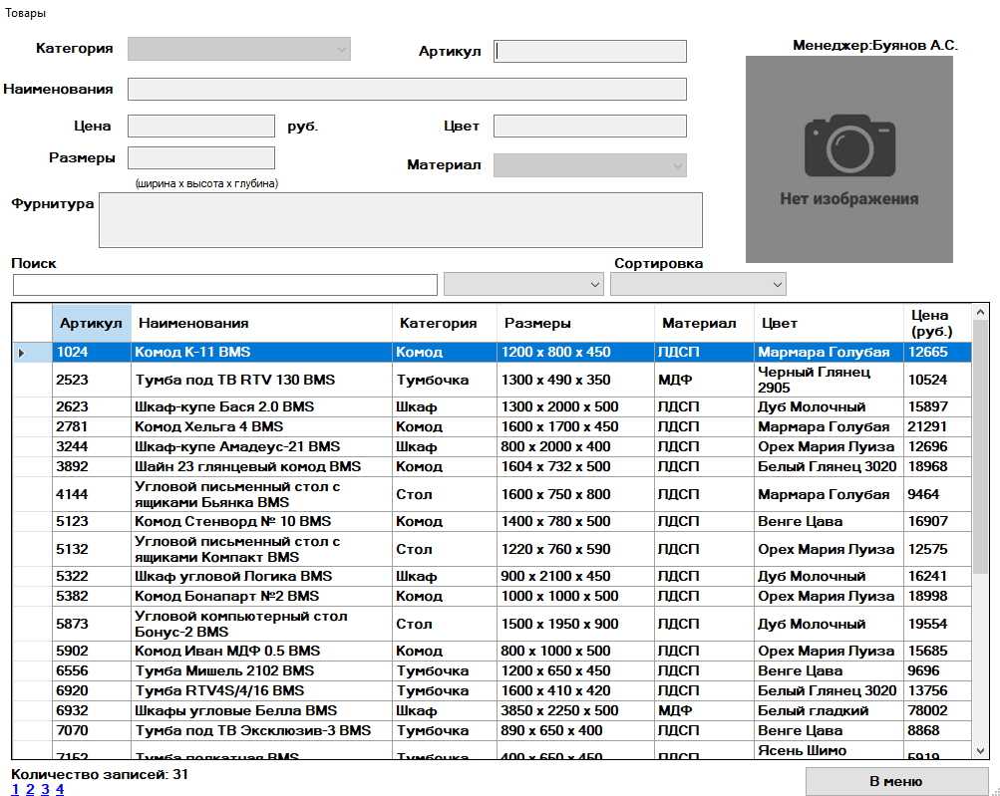 Товары
Категория
Артикул
Менеджер:Буянов А.С.
Наименования
Цена руб. Цвет
Размеры
(ширина х высота х глубина)
Материал
Нет изображения
Фурнитура
Поиск Сортировка
Артикул Наименования Категория Размеры Материал Цвет Цена (руб.)
1024 Комод К-11 BMS Комод 1200 x 800 x 450 ЛДСП Мармара Голубая 12665
2523 Тумба под ТВ RTV 130 BMS Тумбочка 1300 x 490 x 350 МДФ Черный Глянец 2905 10524
2623 Шкаф-купе Бася 2.0 BMS Шкаф 1300 x 2000 x 500 ЛДСП Дуб Молочный 15897
2781 Комод Хельга 4 BMS Комод 1600 x 1700 x 450 ЛДСП Мармара Голубая 21291
3244 Шкаф-купе Амадеус-21 BMS Шкаф 800 x 2000 x 400 ЛДСП Орех Мария Луиза 12696
3892 Шайн 23 глянцевый комод BMS Комод 1604 x 732 x 500 ЛДСП Белый Глянец 3020 18968
4144 Угловой письменный стол с ящиками Бьянка BMS Стол 1600 x 750 x 800 ЛДСП Мармара Голубая 9464
5123 Комод Стенворд № 10 BMS Комод 1400 x 780 x 500 ЛДСП Венге Цава 16907
5132 Угловой письменный стол с ящиками Компакт BMS Стол 1220 x 760 x 590 ЛДСП Орех Мария Луиза 12575
5322 Шкаф угловой Логика BMS Шкаф 900 x 2100 x 450 ЛДСП Дуб Молочный 16241
5382 Комод Бонапарт №2 BMS Комод 1000 x 1000 x 500 ЛДСП Орех Мария Луиза 18998
5873 Угловой компьютерный стол Бонус-2 BMS Стол 1500 x 1950 x 900 ЛДСП Дуб Молочный 19554
5902 Комод Иван МДФ 0.5 BMS Комод 800 x 1000 x 500 ЛДСП Орех Мария Луиза 15685
6556 Тумба Мишель 2102 BMS Тумбочка 1200 x 650 x 450 ЛДСП Венге Цава 9696
6920 Тумба RTV4S/4/16 BMS Тумбочка 1600 x 410 x 420 ЛДСП Белый Глянец 3020 13756
6932 Шкафы угловые Белла BMS Шкаф 3850 x 2250 x 500 МДФ Белый гладкий 78002
7070 Тумба под ТВ Эксклюзив-3 BMS Тумбочка 890 x 650 x 400 ЛДСП Венге Цава 8868
7152 Тумба подкатная BMS Тумбочка 400 x 650 x 450 ЛДСП Ясень Шимо 5919
Количество записей: 31
1 2 3 4
В меню